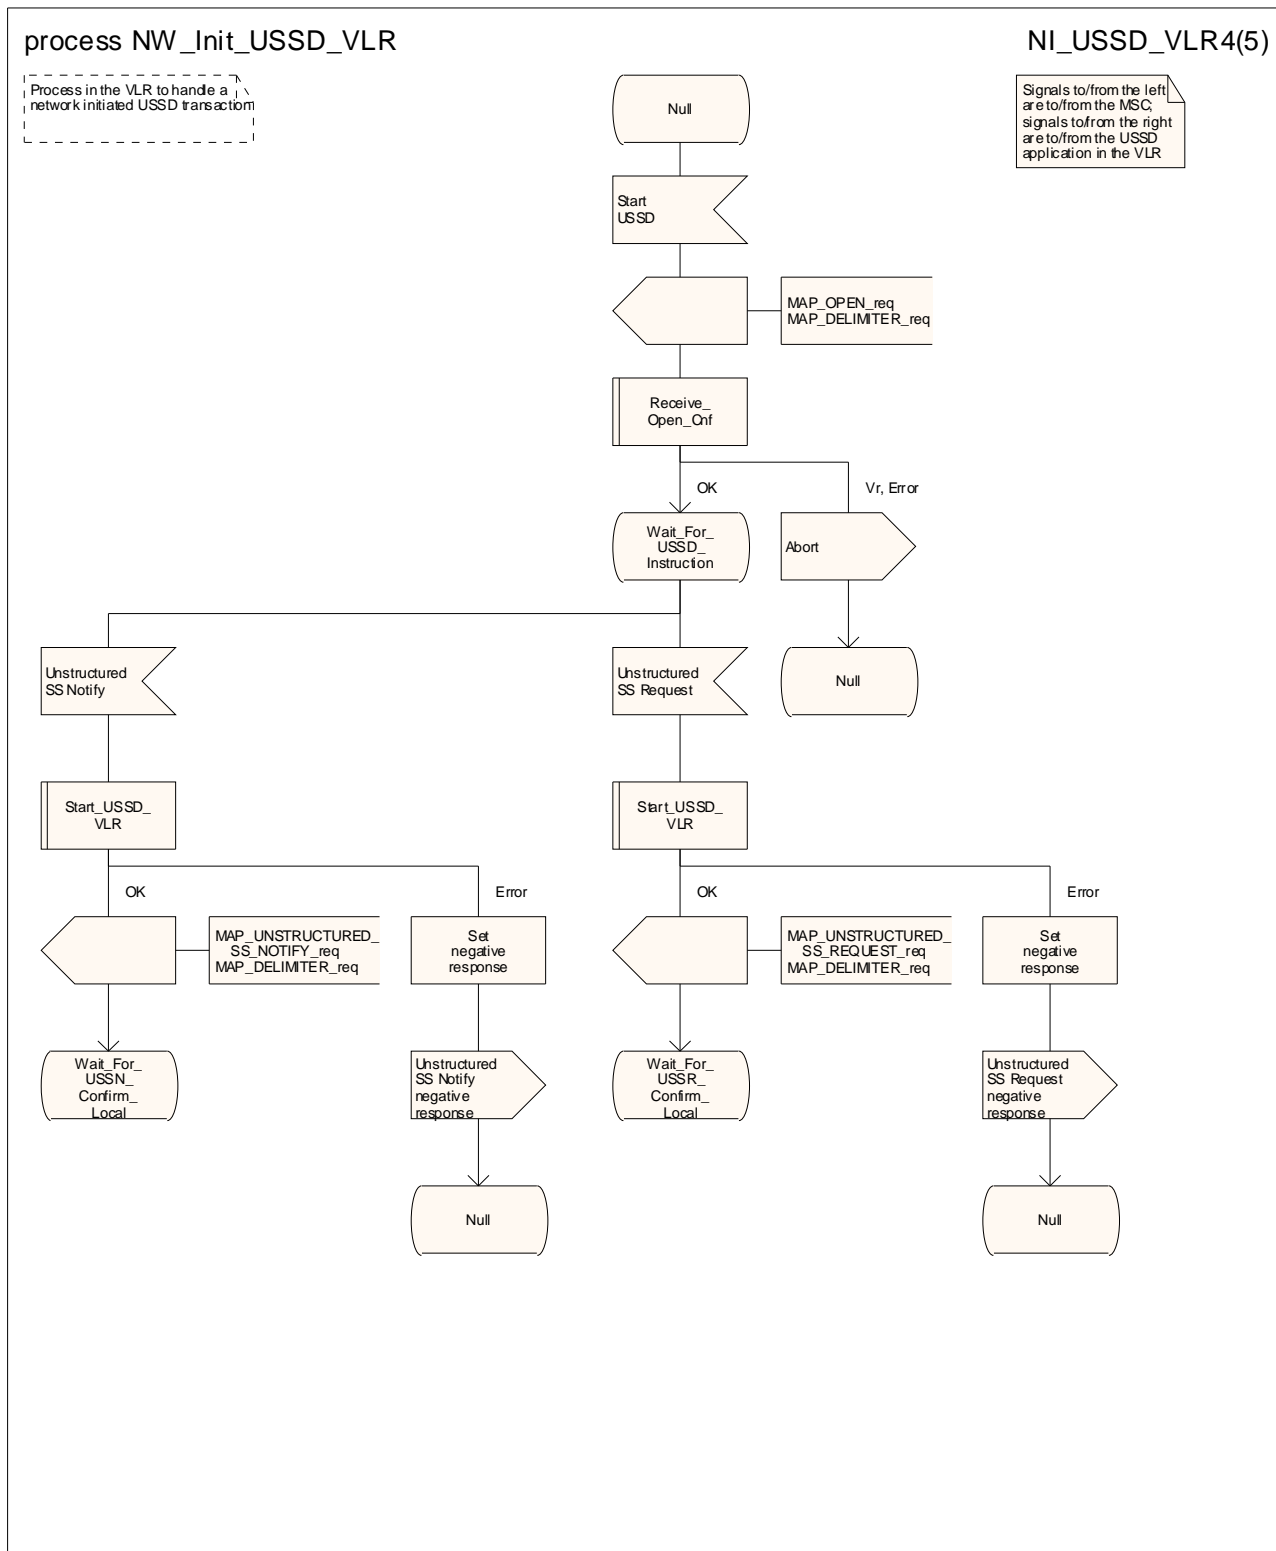 process NW_Init_USSD_VLR
NI_USSD_VLR4(5)
Process in the VLR to handle a
network initiated USSD transaction
Signals to/from the left
are to/from the MSC;
signals to/from the right
are to/from the USSD
application in the VLR
Null
Start
USSD
MAP_OPEN_req
MAP_DELIMITER_req
Receive_
Open_Cnf
OK
Vr, Error
Wait_For_
USSD_
Instruction
Abort
Null
Unstructured
SS Notify
Unstructured
SS Request
Start_USSD_
VLR
Start_USSD_
VLR
OK
Error
OK
Error
MAP_UNSTRUCTURED_
SS_NOTIFY_req
MAP_DELIMITER_req
Set
negative
response
MAP_UNSTRUCTURED_
SS_REQUEST_req
MAP_DELIMITER_req
Set
negative
response
Wait_For_
USSN_
Confirm_
Local
Unstructured
SS Notify
negative
response
Wait_For_
USSR_
Confirm_
Local
Unstructured
SS Request
negative
response
Null
Null